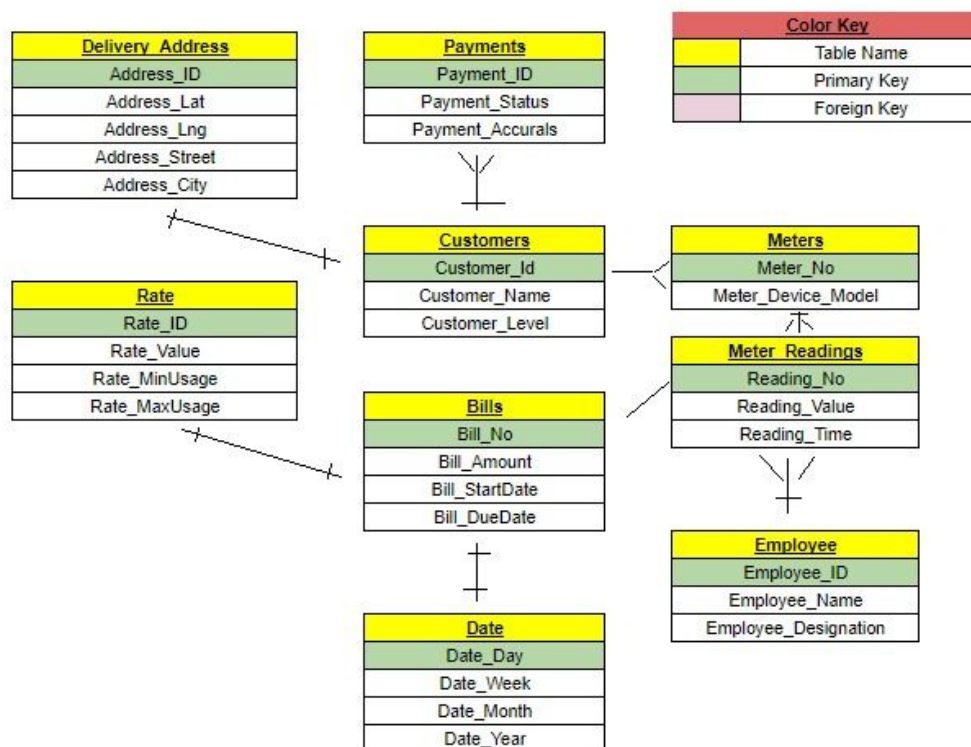 Delivery_Address
Address_ID
Address_Lat
Address_Lng
Address_Street
Address_City
Payments
Payment_ID
Payment_Status
Payment_Accurals
Color Key
Table Name
Primary Key
Foreign Key
Customers
Customer_Id
Customer_Name
Customer_Level
Meters
Meter_No
Meter_Device_Model
Rate
Rate_ID
Rate_Value
Rate_MinUsage
Rate_MaxUsage
Meter_Readings
Reading_No
Reading_Value
Reading_Time
Bills
Bill_No
Bill_Amount
Bill_StartDate
Bill_DueDate
Employee
Employee_ID
Employee_Name
Employee_Designation
Date
Date_Day
Date_Week
Date_Month
Date_Year